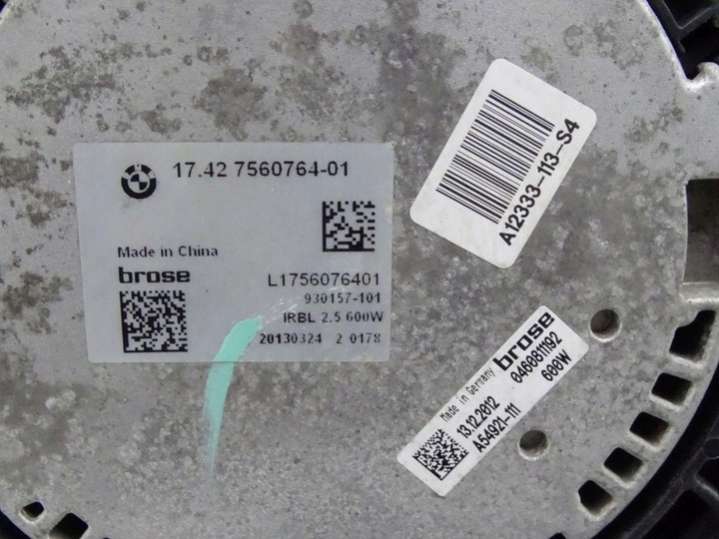 17.42 7560764-01
Made in China
brose
L1756076401
930157-101
IRBL 2.5 600W
20130324 2 0178
A12333-113-S4
brose
Made in Germany
0460811192
600W
13.12.2012
A54921-111